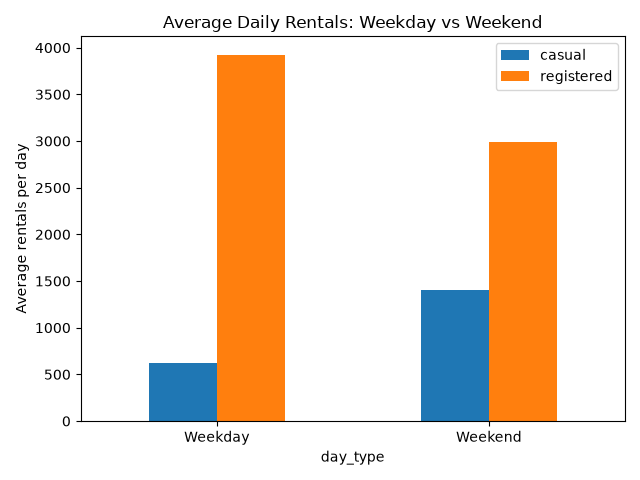 Average Daily Rentals: Weekday vs Weekend
casual
registered
4000
3500
3000
2500
2000
1500
1000
500
0
Average rentals per day
Weekday
Weekend
day_type